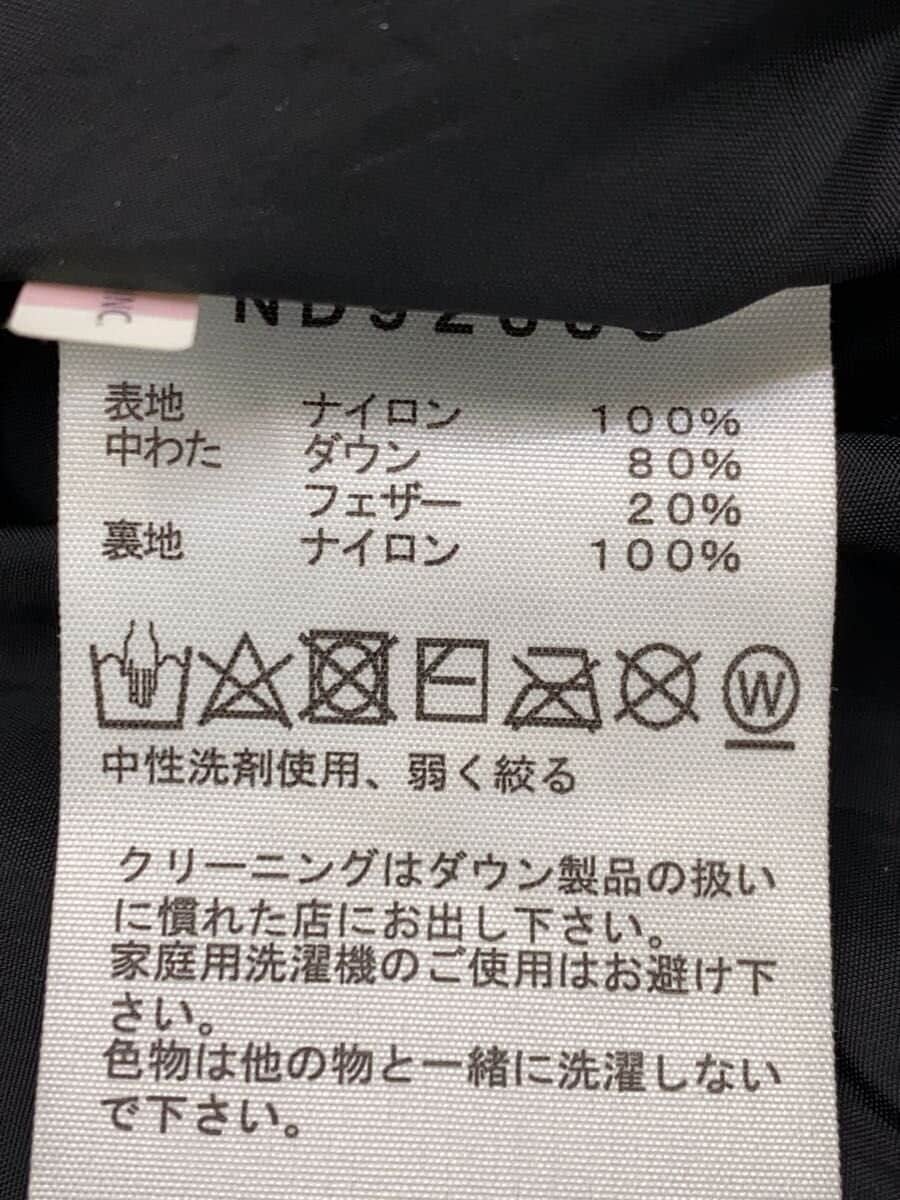 NC
表地 ナイロン 100%
中わた ダウン 80%
フェザー 20%
裏地 ナイロン 100%
W
中性洗剤使用、弱く絞る
クリーニングはダウン製品の扱い
に慣れた店にお出し下さい。
家庭用洗濯機のご使用はお避け下
さい。
色物は他の物と一緒に洗濯しない
で下さい。